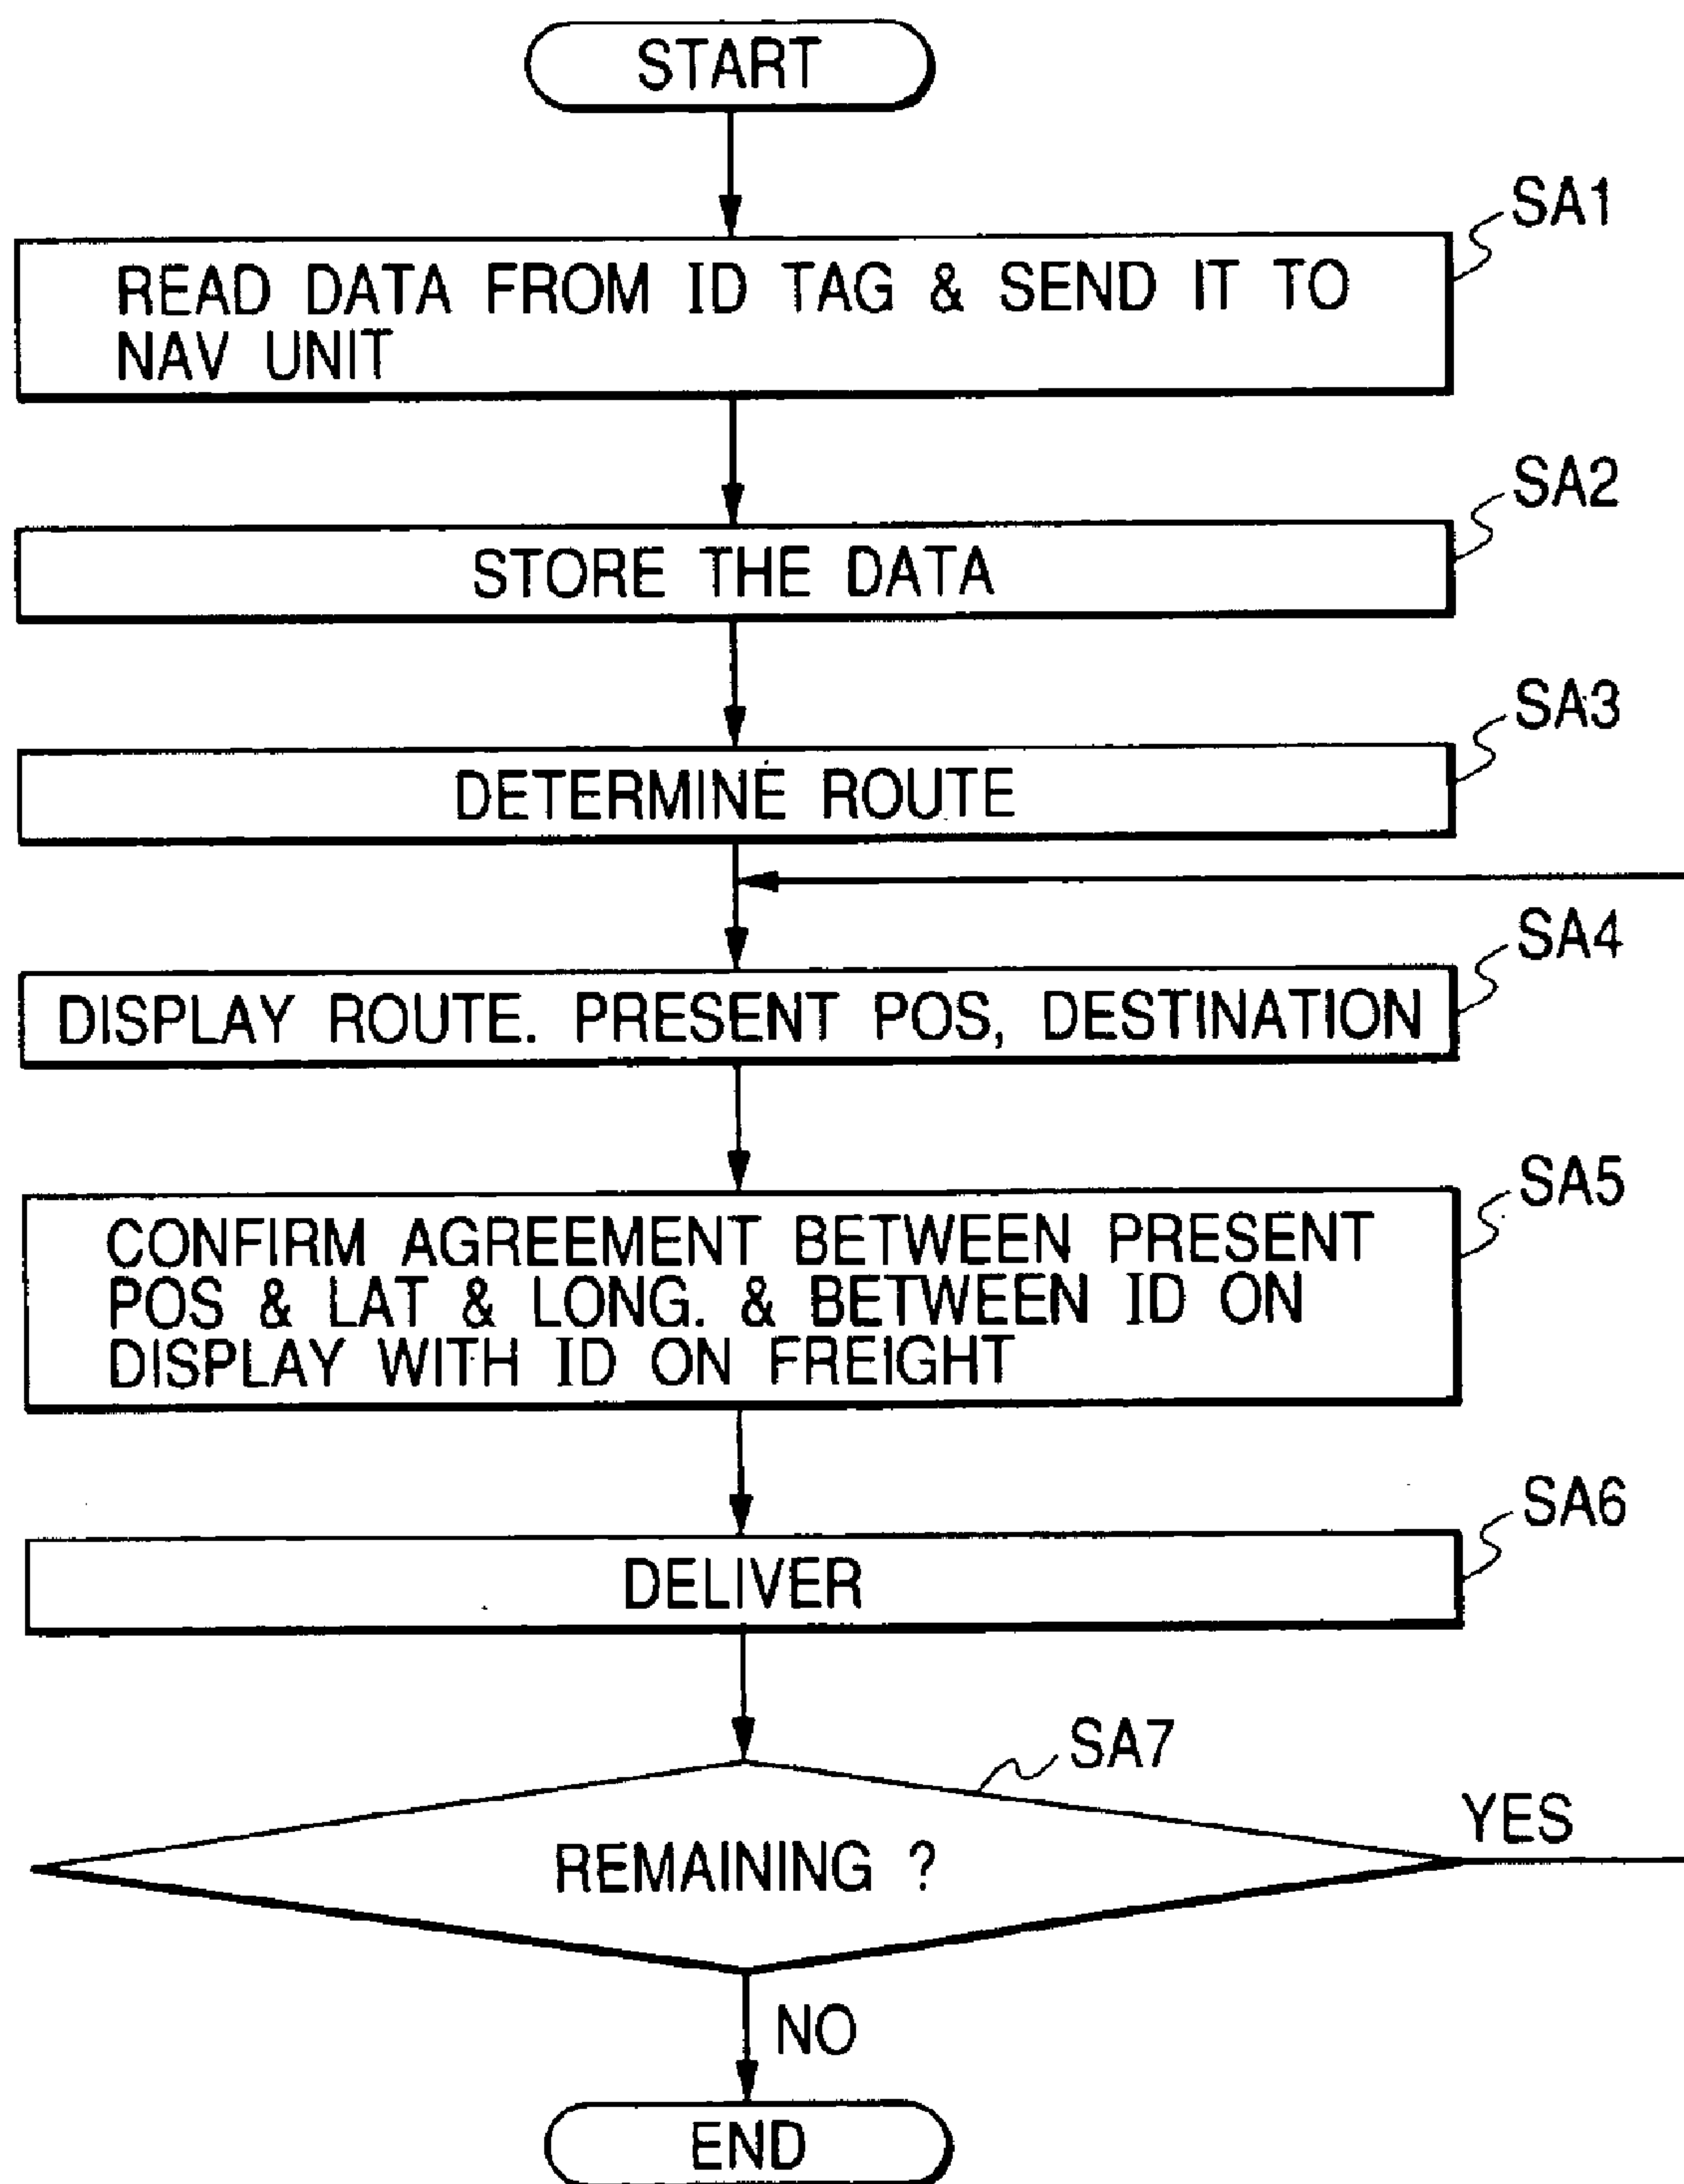 START
SA1
READ DATA FROM ID TAG & SEND IT TO
NAV UNIT
SA2
STORE THE DATA
SA3
DETERMINE ROUTE
SA4
DISPLAY ROUTE. PRESENT POS, DESTINATION
SA5
CONFIRM AGREEMENT BETWEEN PRESENT
POS & LAT & LONG. & BETWEEN ID ON
DISPLAY WITH ID ON FREIGHT
SA6
DELIVER
SA7
YES
REMAINING ?
NO
END